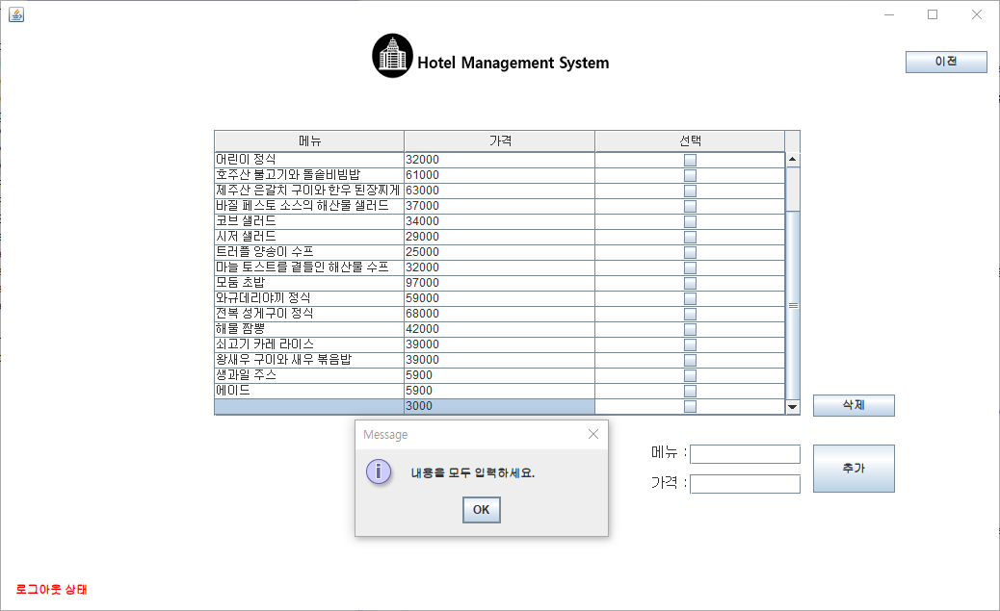 Hotel Management System
이전
메뉴 가격 선택
어린이 정식 32000
호주산 불고기와 돌솥비빔밥 61000
제주산 은갈치 구이와 한우 된장찌게 63000
바질 페스토 소스의 해산물 샐러드 37000
코브 샐러드 34000
시저 샐러드 29000
트러플 양송이 수프 25000
마늘 토스트를 곁들인 해산물 수프 32000
모둠 초밥 97000
와규데리야끼 정식 59000
전복 성게구이 정식 68000
해물 짬뽕 42000
쇠고기 카레 라이스 39000
왕새우 구이와 새우 볶음밥 39000
생과일 주스 5900
에이드 5900
3000
삭제
Message
내용을 모두 입력하세요.
OK
메뉴 :
가격 :
추가
로그아웃 상태